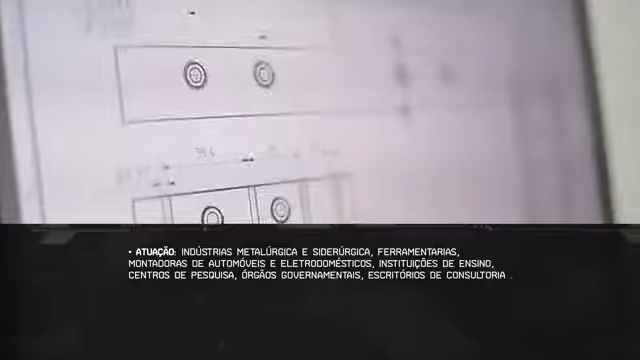 • ATUAÇÃO: INDÚSTRIAS METALÚRGICA E SIDERÚRGICA, FERRAMENTARIAS,
MONTADORAS DE AUTOMÓVEIS E ELETRODOMÉSTICOS, INSTITUIÇÕES DE ENSINO,
CENTROS DE PESQUISA, ÓRGÃOS GOVERNAMENTAIS, ESCRITÓRIOS DE CONSULTORIA .